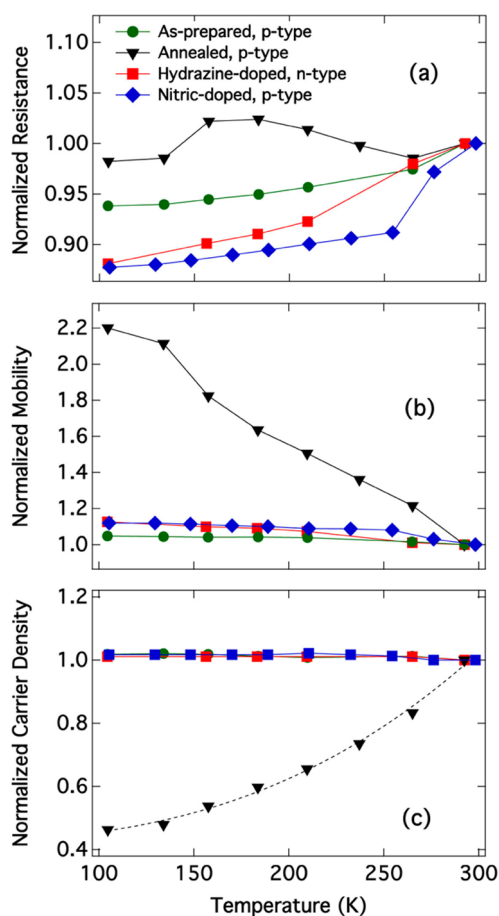 As-prepared, p-type
Annealed, p-type
Hydrazine-doped, n-type
Nitric-doped, p-type
(a)
Normalized Resistance
1.10
1.05
1.00
0.95
0.90
(b)
Normalized Mobility
2.2
2.0
1.8
1.6
1.4
1.2
1.0
(c)
Normalized Carrier Density
1.2
1.0
0.8
0.6
0.4
100 150 200 250 300
Temperature (K)